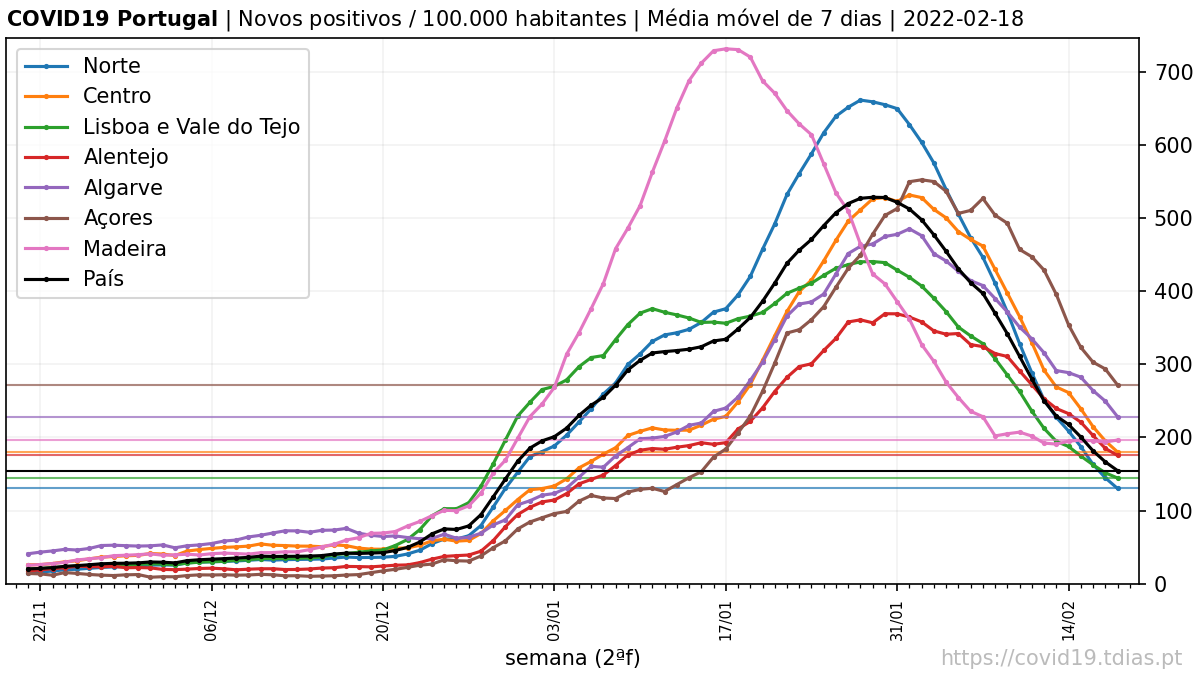 COVID19 Portugal | Novos positivos / 100.000 habitantes | Média móvel de 7 dias | 2022-02-18
Norte
Centro
Lisboa e Vale do Tejo
Alentejo
Algarve
Açores
Madeira
País
700
600
500
400
300
200
100
0
22/11
06/12
20/12
03/01
17/01
31/01
14/02
semana (2ªf)
https://covid19.tdias.pt